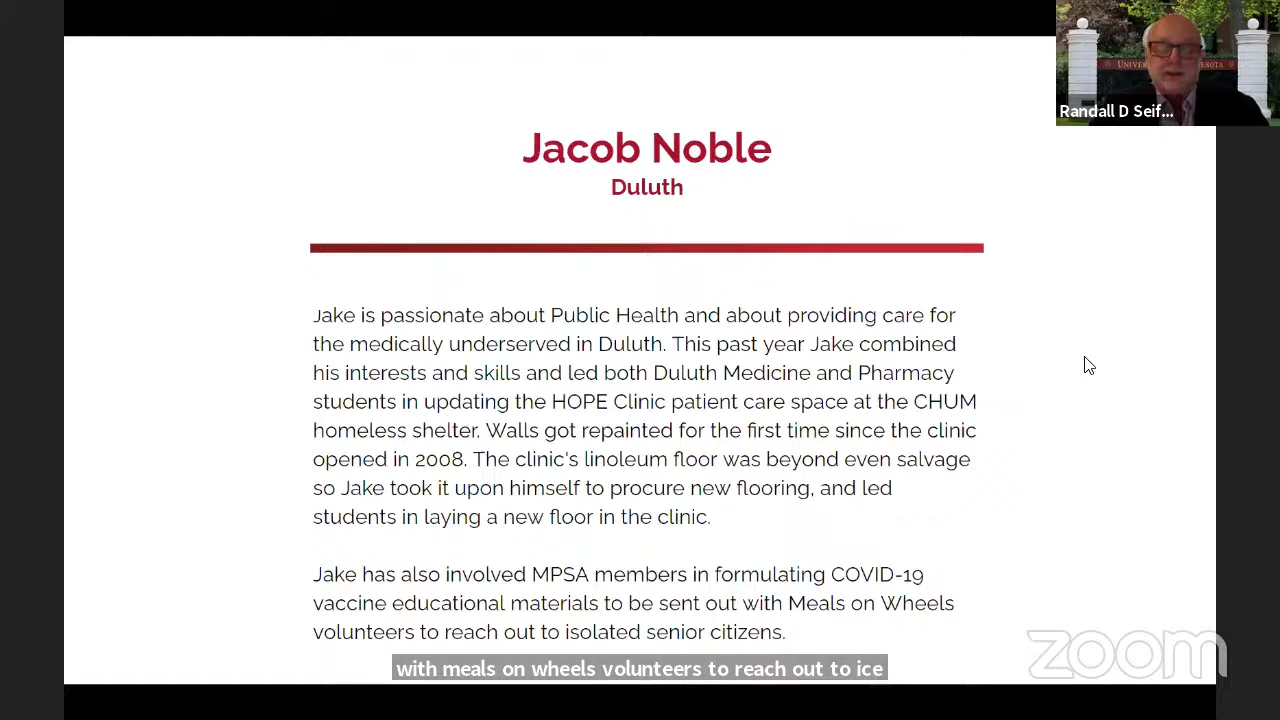 UNIVER
ESOTA
Randall D Seif...
Jacob Noble
Duluth
Jake is passionate about Public Health and about providing care for
the medically underserved in Duluth. This past year Jake combined
his interests and skills and led both Duluth Medicine and Pharmacy
students in updating the HOPE Clinic patient care space at the CHUM
homeless shelter. Walls got repainted for the first time since the clinic
opened in 2008. The clinic's linoleum floor was beyond even salvage
so Jake took it upon himself to procure new flooring, and led
students in laying a new floor in the clinic.
Jake has also involved MPSA members in formulating COVID-19
vaccine educational materials to be sent out with Meals on Wheels
volunteers to reach out to isolated senior citizens.
zoom
with meals on wheels volunteers to reach out to ice